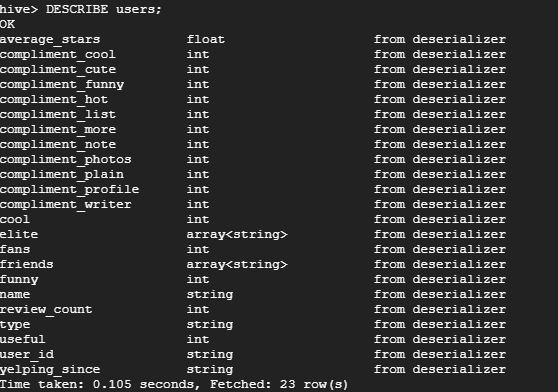 hive> DESCRIBE users;
OK
average_stars float from deserializer
compliment_cool int from deserializer
compliment_cute int from deserializer
compliment_funny int from deserializer
compliment_hot int from deserializer
compliment_list int from deserializer
compliment_more int from deserializer
compliment_note int from deserializer
compliment_photos int from deserializer
compliment_plain int from deserializer
compliment_profile int from deserializer
compliment_writer int from deserializer
cool int from deserializer
elite array<string> from deserializer
fans int from deserializer
friends array<string> from deserializer
funny int from deserializer
name string from deserializer
review_count int from deserializer
type string from deserializer
useful int from deserializer
user_id string from deserializer
yelping_since string from deserializer
Time taken: 0.105 seconds, Fetched: 23 row(s)